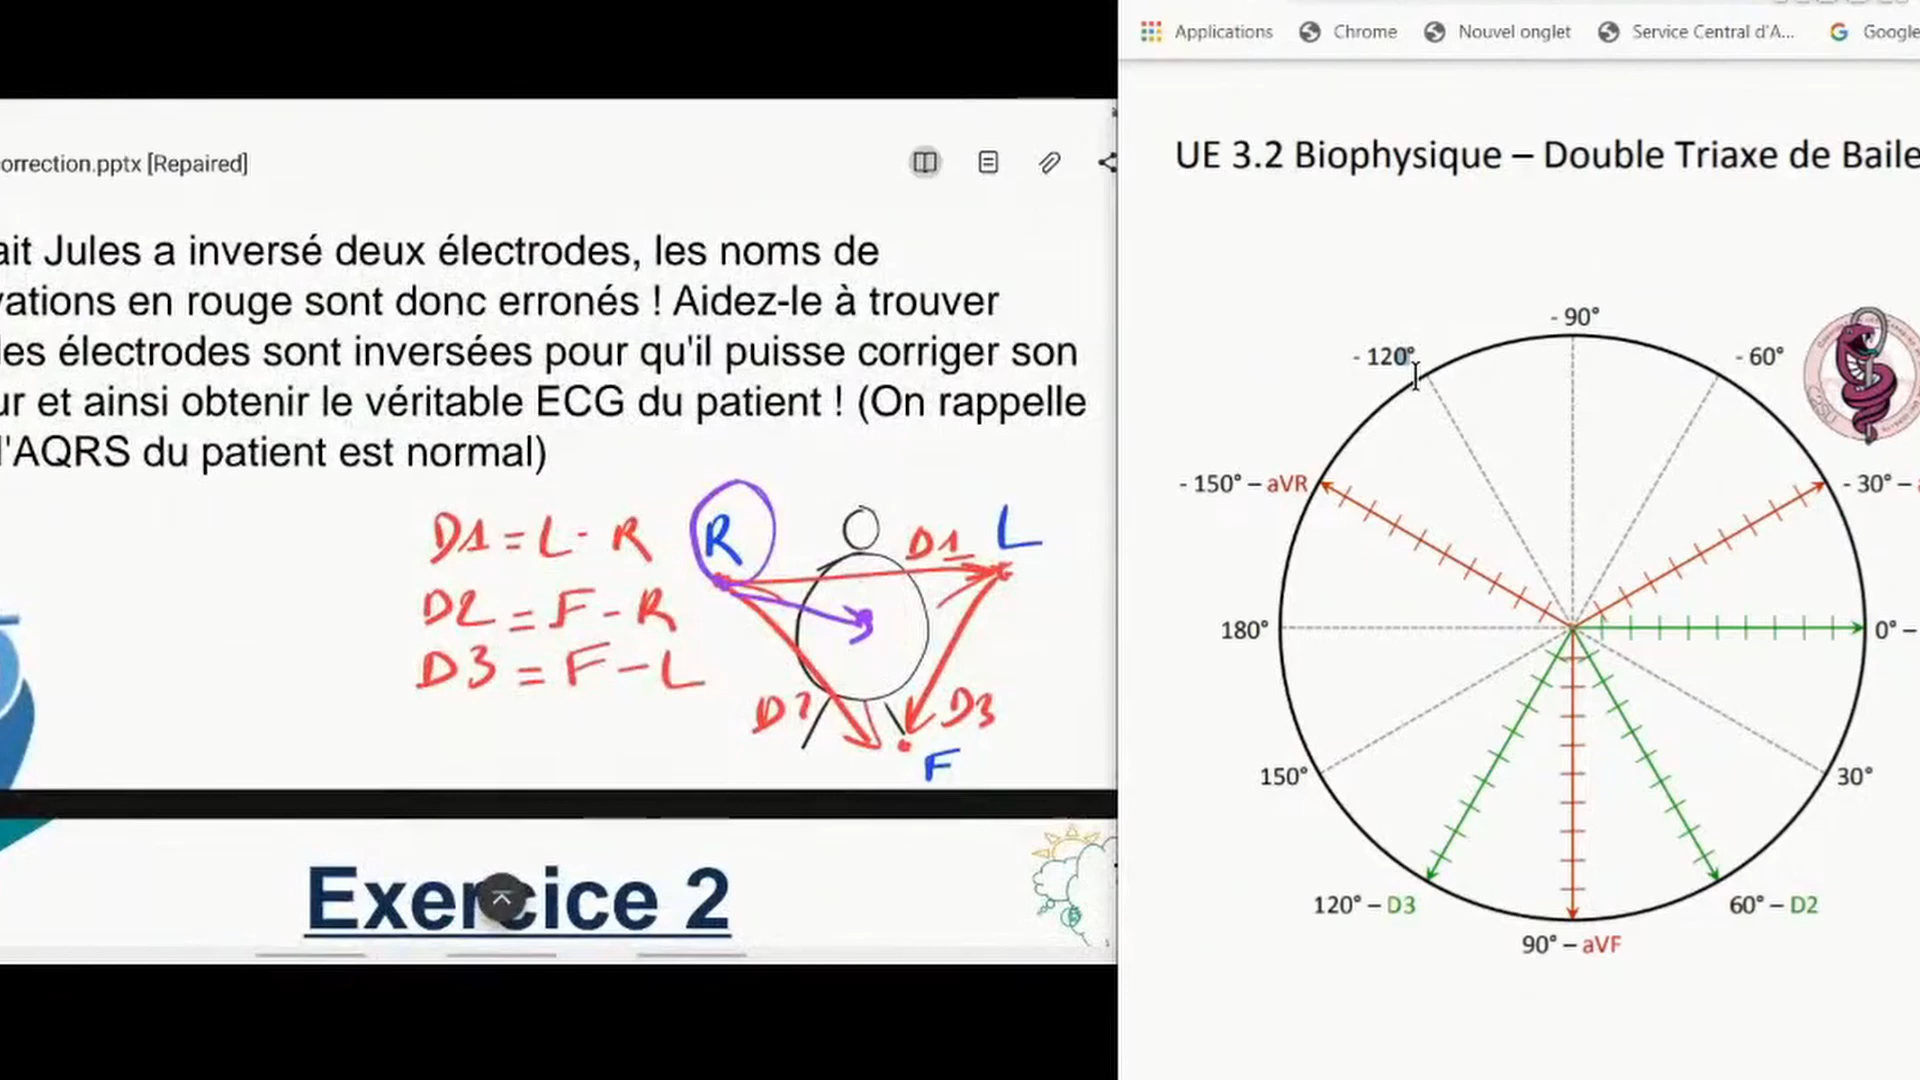 Applications Chrome Nouvel onglet Service Central d'A... Google
orrection.pptx [Repaired]
ait Jules a inversé deux électrodes, les noms de
vations en rouge sont donc erronés ! Aidez-le à trouver
les électrodes sont inversées pour qu'il puisse corriger son
ur et ainsi obtenir le véritable ECG du patient ! (On rappelle
l'AQRS du patient est normal)
D1 = L - R
D2 = F - R
D3 = F - L
R
D1
L
D2
D3
F
Exercice 2
UE 3.2 Biophysique – Double Triaxe de Baile
- 90°
- 120°
- 60°
- 150° – aVR
- 30° –
180°
0° –
150°
30°
120° – D3
60° – D2
90° – aVF